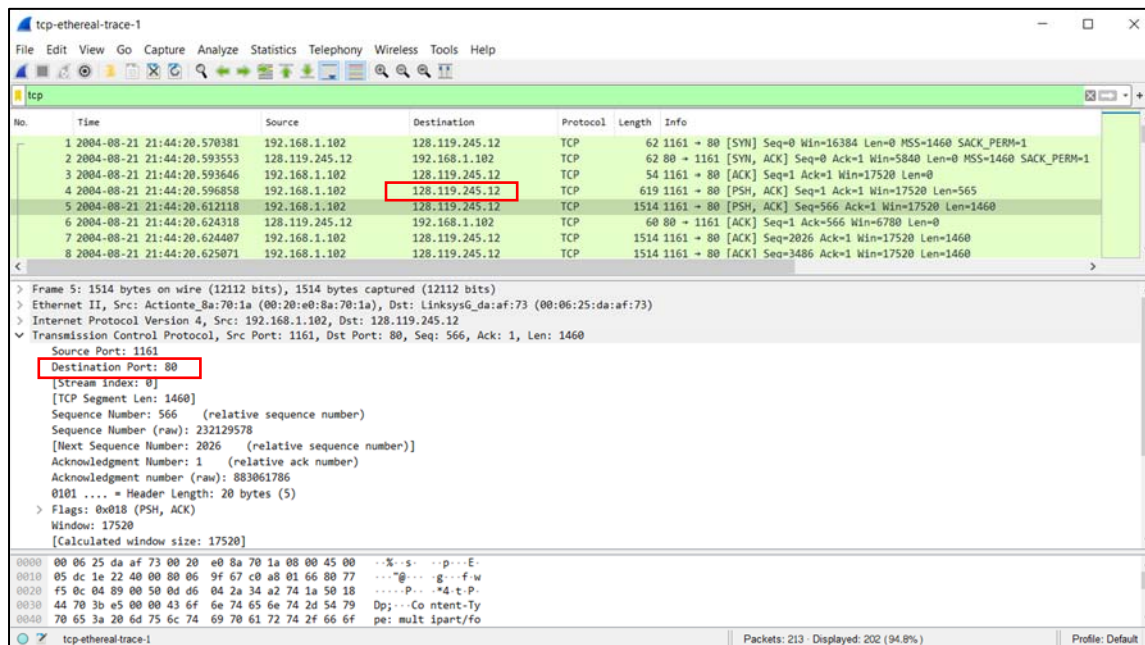 tcp-ethereal-trace-1
File Edit View Go Capture Analyze Statistics Telephony Wireless Tools Help
tcp
No. Time Source Destination Protocol Length Info
1 2004-08-21 21:44:20.570381 192.168.1.102 128.119.245.12 TCP 62 1161 → 80 [SYN] Seq=0 Win=16384 Len=0 MSS=1460 SACK_PERM=1
2 2004-08-21 21:44:20.593553 128.119.245.12 192.168.1.102 TCP 62 80 → 1161 [SYN, ACK] Seq=0 Ack=1 Win=5840 Len=0 MSS=1460 SACK_PERM=1
3 2004-08-21 21:44:20.593646 192.168.1.102 128.119.245.12 TCP 54 1161 → 80 [ACK] Seq=1 Ack=1 Win=17520 Len=0
4 2004-08-21 21:44:20.596858 192.168.1.102 128.119.245.12 TCP 619 1161 → 80 [PSH, ACK] Seq=1 Ack=1 Win=17520 Len=565
5 2004-08-21 21:44:20.612118 192.168.1.102 128.119.245.12 TCP 1514 1161 → 80 [PSH, ACK] Seq=566 Ack=1 Win=17520 Len=1460
6 2004-08-21 21:44:20.624318 128.119.245.12 192.168.1.102 TCP 60 80 → 1161 [ACK] Seq=1 Ack=566 Win=6780 Len=0
7 2004-08-21 21:44:20.624407 192.168.1.102 128.119.245.12 TCP 1514 1161 → 80 [ACK] Seq=2026 Ack=1 Win=17520 Len=1460
8 2004-08-21 21:44:20.625071 192.168.1.102 128.119.245.12 TCP 1514 1161 → 80 [ACK] Seq=3486 Ack=1 Win=17520 Len=1460
Frame 5: 1514 bytes on wire (12112 bits), 1514 bytes captured (12112 bits)
Ethernet II, Src: Actionte_8a:70:1a (00:20:e0:8a:70:1a), Dst: LinksysG_da:af:73 (00:06:25:da:af:73)
Internet Protocol Version 4, Src: 192.168.1.102, Dst: 128.119.245.12
Transmission Control Protocol, Src Port: 1161, Dst Port: 80, Seq: 566, Ack: 1, Len: 1460
Source Port: 1161
Destination Port: 80
[Stream index: 0]
[TCP Segment Len: 1460]
Sequence Number: 566 (relative sequence number)
Sequence Number (raw): 232129578
[Next Sequence Number: 2026 (relative sequence number)]
Acknowledgment Number: 1 (relative ack number)
Acknowledgment number (raw): 883061786
0101 .... = Header Length: 20 bytes (5)
Flags: 0x018 (PSH, ACK)
Window: 17520
[Calculated window size: 17520]
0000 00 06 25 da af 73 00 20 e0 8a 70 1a 08 00 45 00 ··%··s· ··p···E·
0010 05 dc 1e 22 40 00 80 06 9f 67 c0 a8 01 66 80 77 ···"@··· ·g···f·w
0020 f5 0c 04 89 00 50 0d d6 04 2a 34 a2 74 1a 50 18 ·····P·· ·*4·t·P·
0030 44 70 3b e5 00 00 43 6f 6e 74 65 6e 74 2d 54 79 Dp;···Co ntent-Ty
0040 70 65 3a 20 6d 75 6c 74 69 70 61 72 74 2f 66 6f pe: mult ipart/fo
tcp-ethereal-trace-1 Packets: 213 · Displayed: 202 (94.8%) Profile: Default